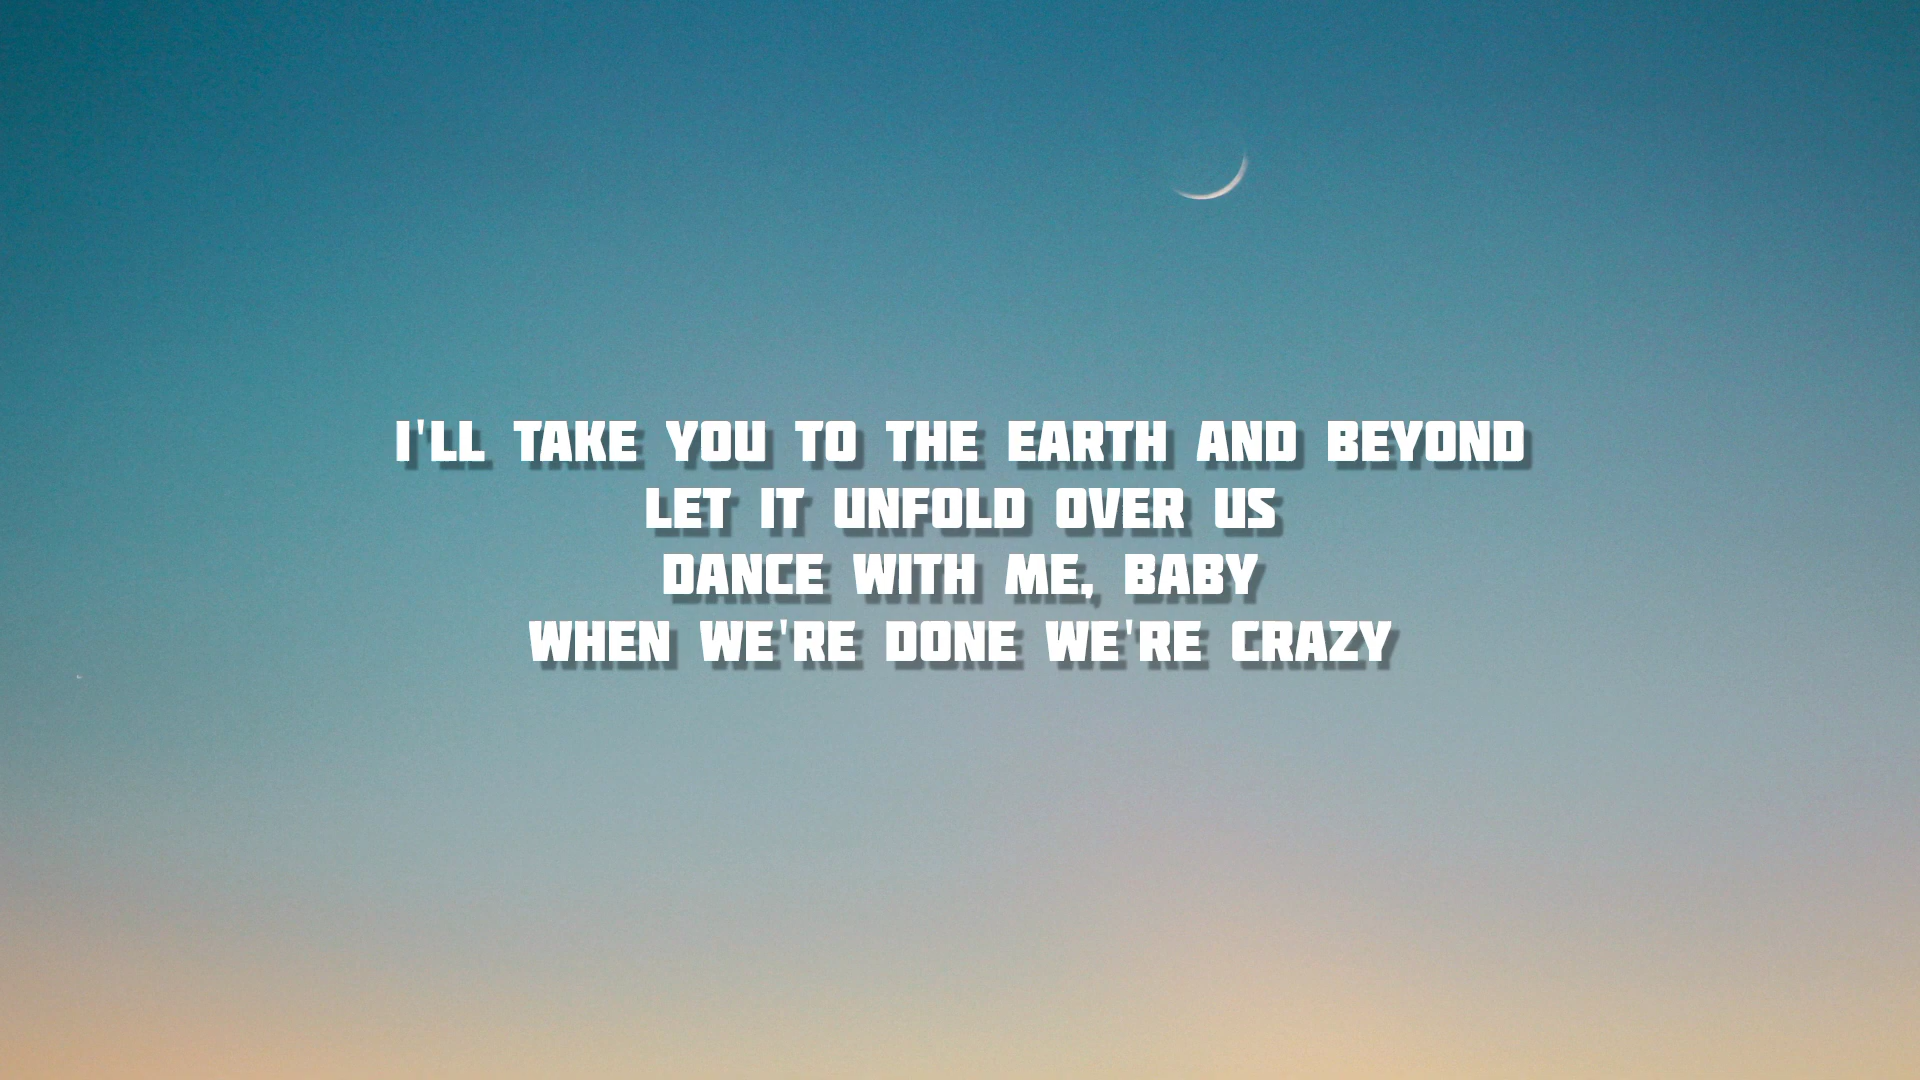 I'LL TAKE YOU TO THE EARTH AND BEYOND
LET IT UNFOLD OVER US
DANCE WITH ME, BABY
WHEN WE'RE DONE WE'RE CRAZY